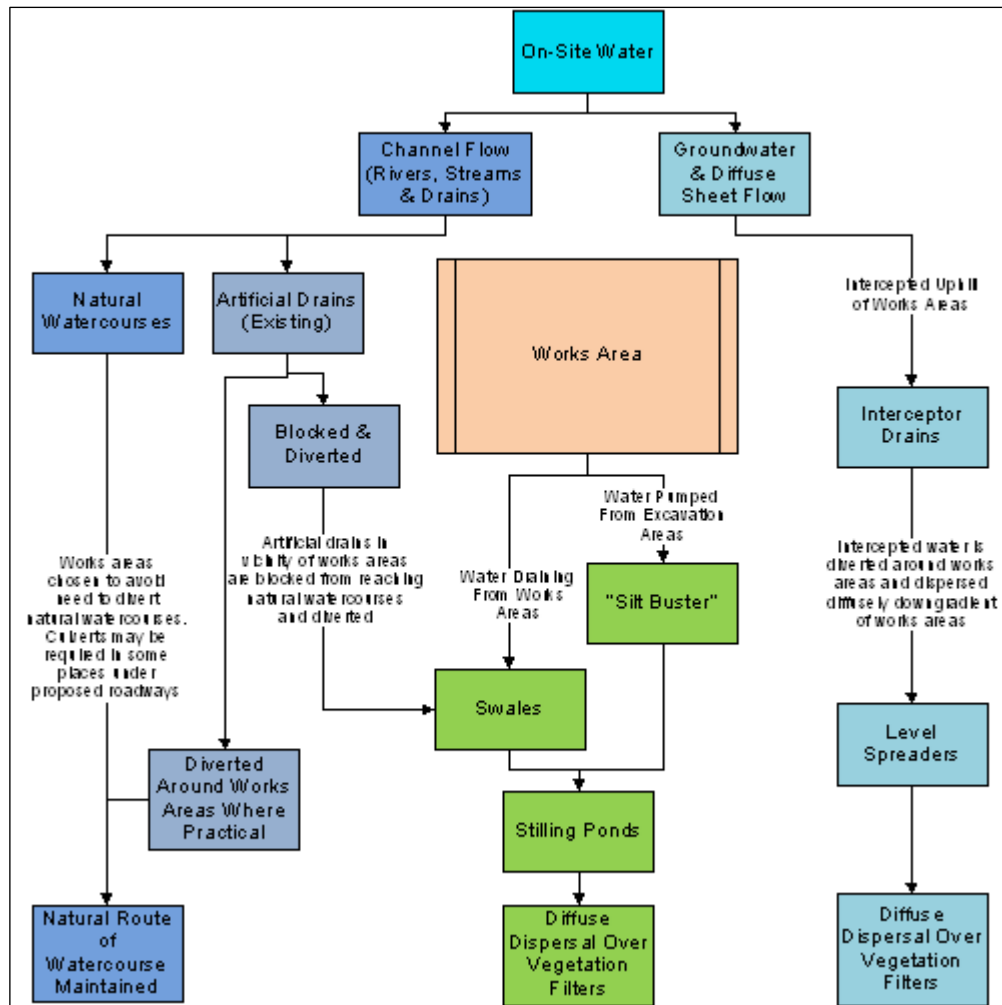 On-Site Water
Channel Flow
(Rivers, Streams
& Drains)
Groundwater
& Diffuse
Sheet Flow
Natural
Watercourses
Artificial Drains
(Existing)
Works Area
Intercepted Uphill
of Works Areas
Blocked &
Diverted
Interceptor
Drains
Water Pumped
From Excavation
Areas
Artificial drains in
vicinity of works areas
are blocked from reaching
natural watercourses
and diverted
Water Draining
From Works
Areas
Intercepted water is
diverted around works
areas and dispersed
diffusely downgradient
of works areas
Works areas
chosen to avoid
need to divert
natural watercourses.
Culverts may be
required in some
places under
proposed roadways
"Silt Buster"
Swales
Level
Spreaders
Diverted
Around Works
Areas Where
Practical
Stilling Ponds
Natural Route
of
Watercourse
Maintained
Diffuse
Dispersal Over
Vegetation
Filters
Diffuse
Dispersal Over
Vegetation
Filters